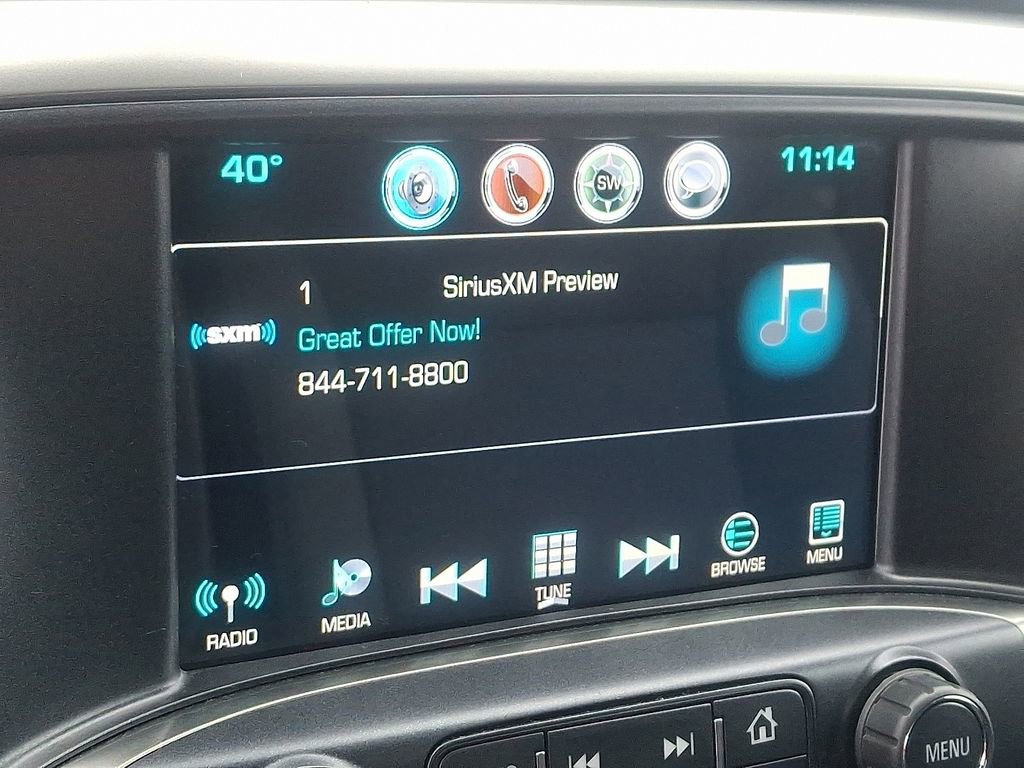 40°
SW
11:14
1
SiriusXM Preview
((sxm))
Great Offer Now!
844-711-8800
RADIO
MEDIA
TUNE
BROWSE
MENU
MENU